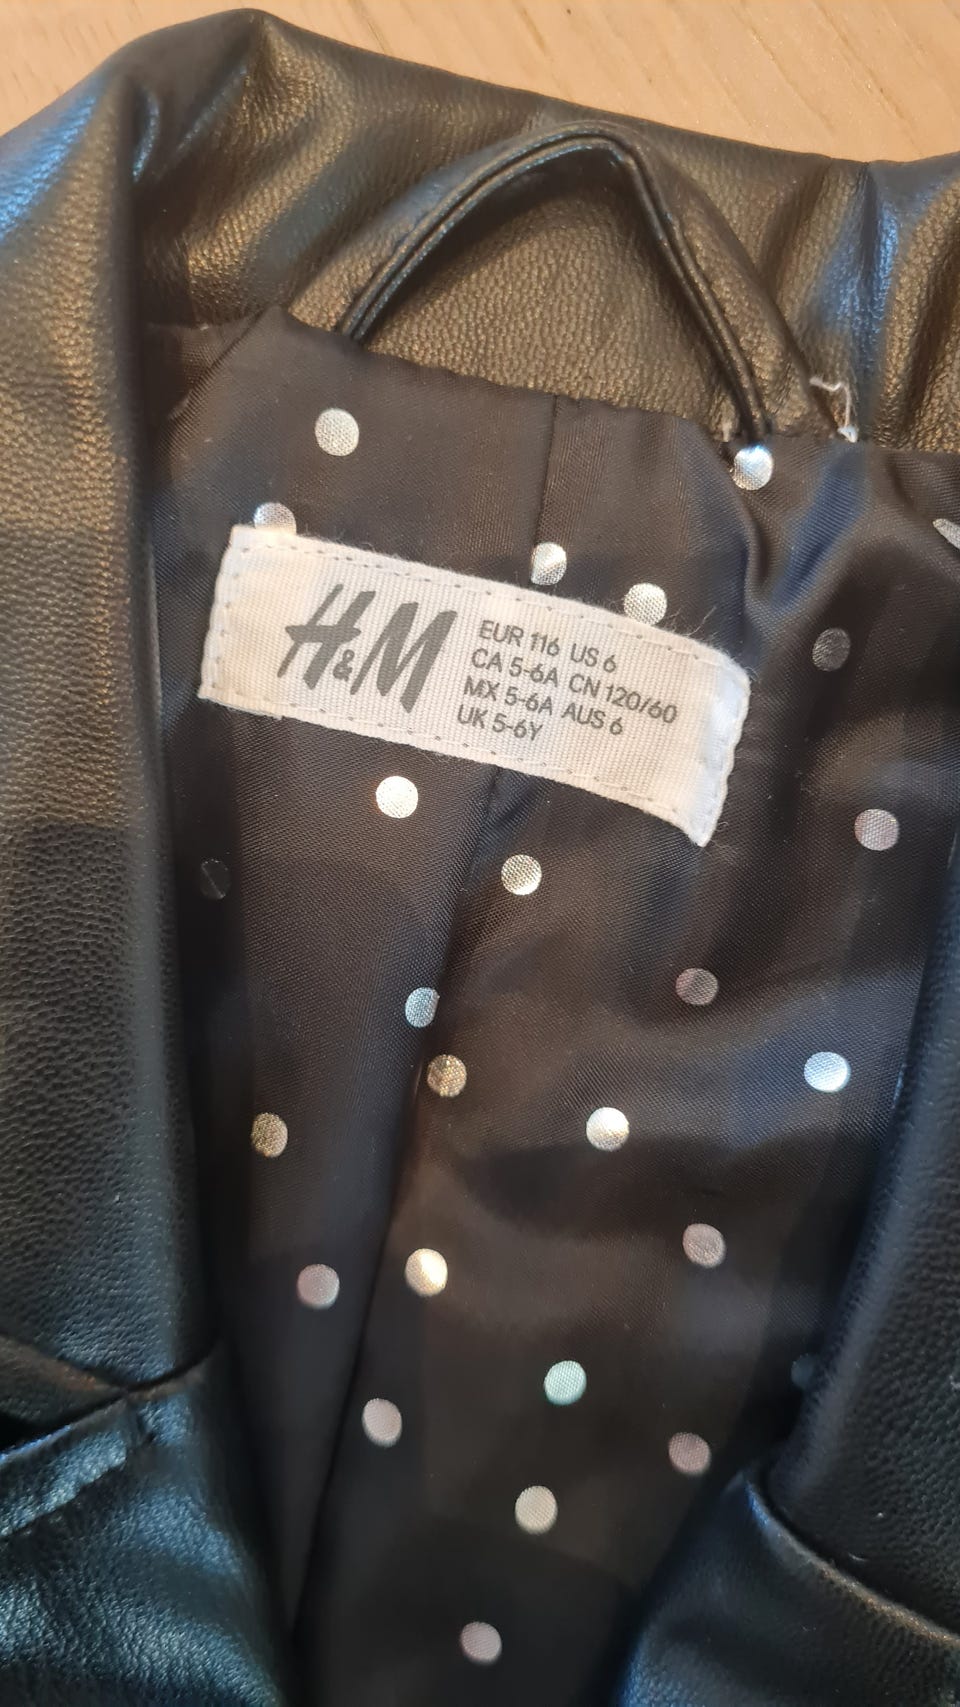 H&M
EUR 116 US 6
CA 5-6A CN 120/60
MX 5-6A AUS 6
UK 5-6Y